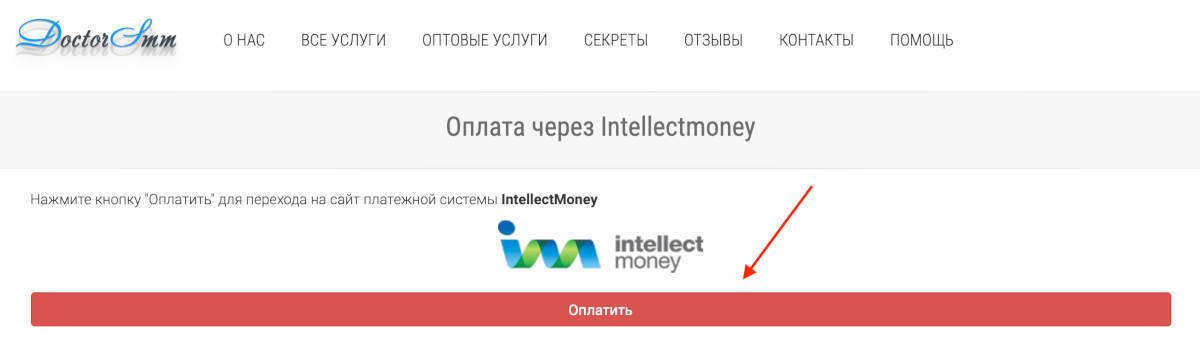 DoctorSmm О НАС ВСЕ УСЛУГИ ОПТОВЫЕ УСЛУГИ СЕКРЕТЫ ОТЗЫВЫ КОНТАКТЫ ПОМОЩЬ
Оплата через Intellectmoney
Нажмите кнопку "Оплатить" для перехода на сайт платежной системы IntellectMoney
im intellect
money
Оплатить